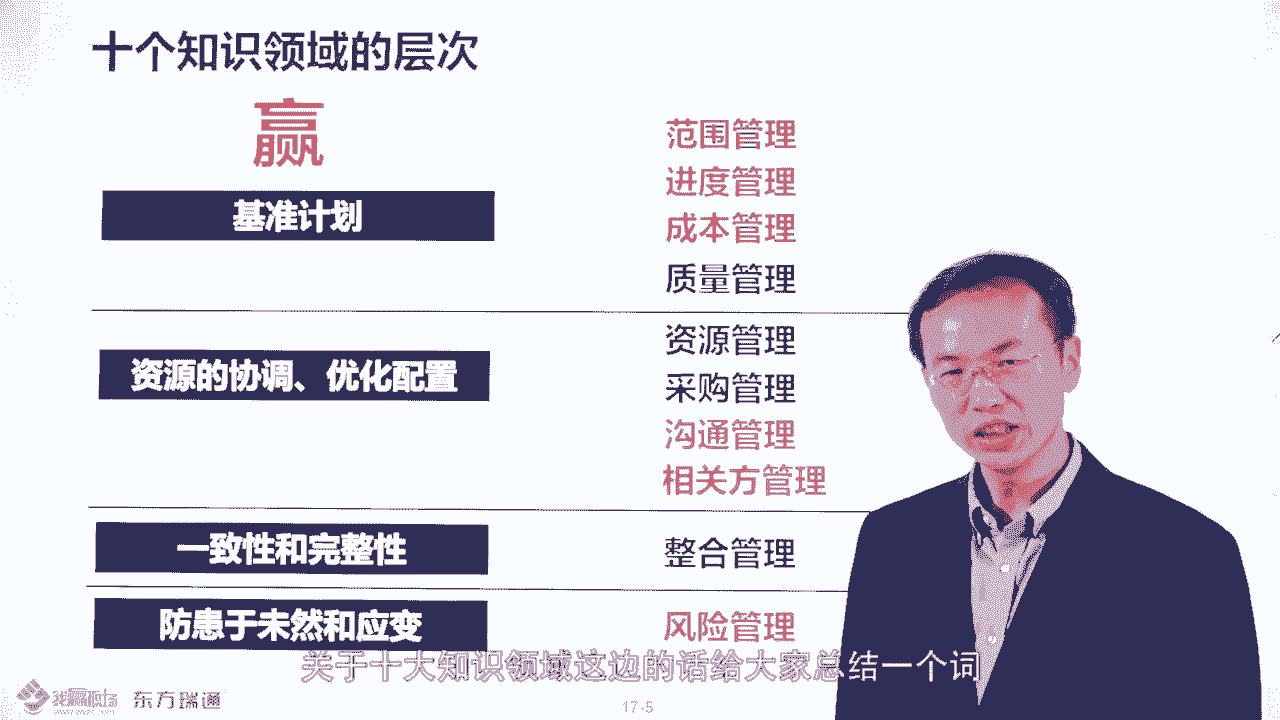 十个知识领域的层次
赢
范围管理
进度管理
基准计划
成本管理
质量管理
资源管理
资源的协调、优化配置
采购管理
沟通管理
相关方管理
一致性和完整性
整合管理
防患于未然和应变
风险管理
关于十大知识领域这边的话给大家总结一个词
我赢职场
东方瑞通
17-5